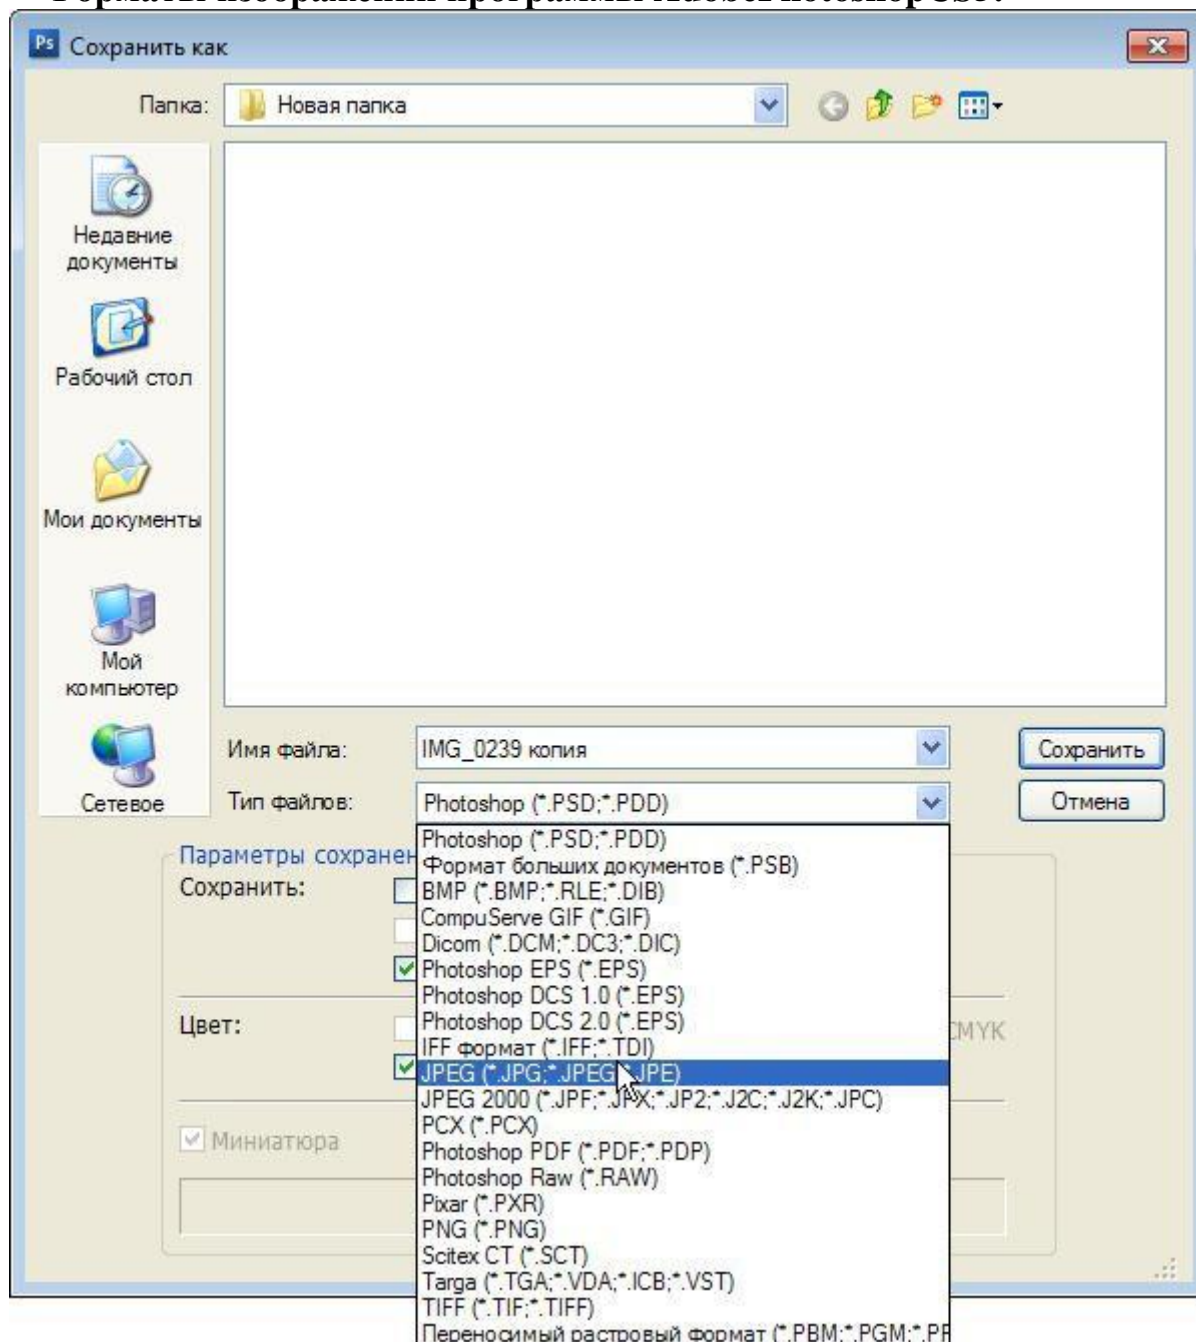 Сохранить как
Папка:
Новая папка
Недавние
документы
Рабочий стол
Мои документы
Мой
компьютер
Сетевое
Имя файла:
IMG_0239 копия
Сохранить
Тип файлов:
Photoshop (*.PSD;*.PDD)
Отмена
Параметры
Сохранить:
Цвет:
Миниатюра
Photoshop (*.PSD;*.PDD)
Формат больших документов (*.PSB)
BMP (*.BMP;*.RLE;*.DIB)
CompuServe GIF (*.GIF)
Dicom (*.DCM;*.DC3;*.DIC)
Photoshop EPS (*.EPS)
Photoshop DCS 1.0 (*.EPS)
Photoshop DCS 2.0 (*.EPS)
IFF формат (*.IFF;*.TDI)
JPEG (*.JPG;*.JPEG;*.JPE)
JPEG 2000 (*.JPF;*.JPX;*.JP2;*.J2C;*.J2K;*.JPC)
PCX (*.PCX)
Photoshop PDF (*.PDF;*.PDP)
Photoshop Raw (*.RAW)
Pixar (*.PXR)
PNG (*.PNG)
Scitex CT (*.SCT)
Targa (*.TGA;*.VDA;*.ICB;*.VST)
TIFF (*.TIF;*.TIFF)
Переносимый растровый формат (*.PBM;*.PGM;